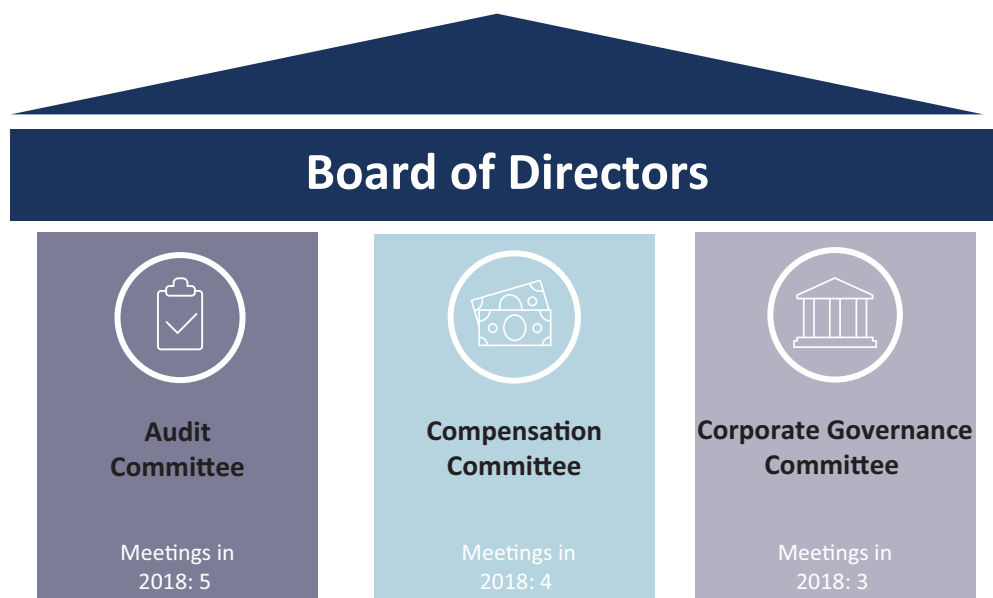 Board of Directors
Audit
Committee
Meetings in
2018: 5
Compensation
Committee
Meetings in
2018: 4
Corporate Governance
Committee
Meetings in
2018: 3